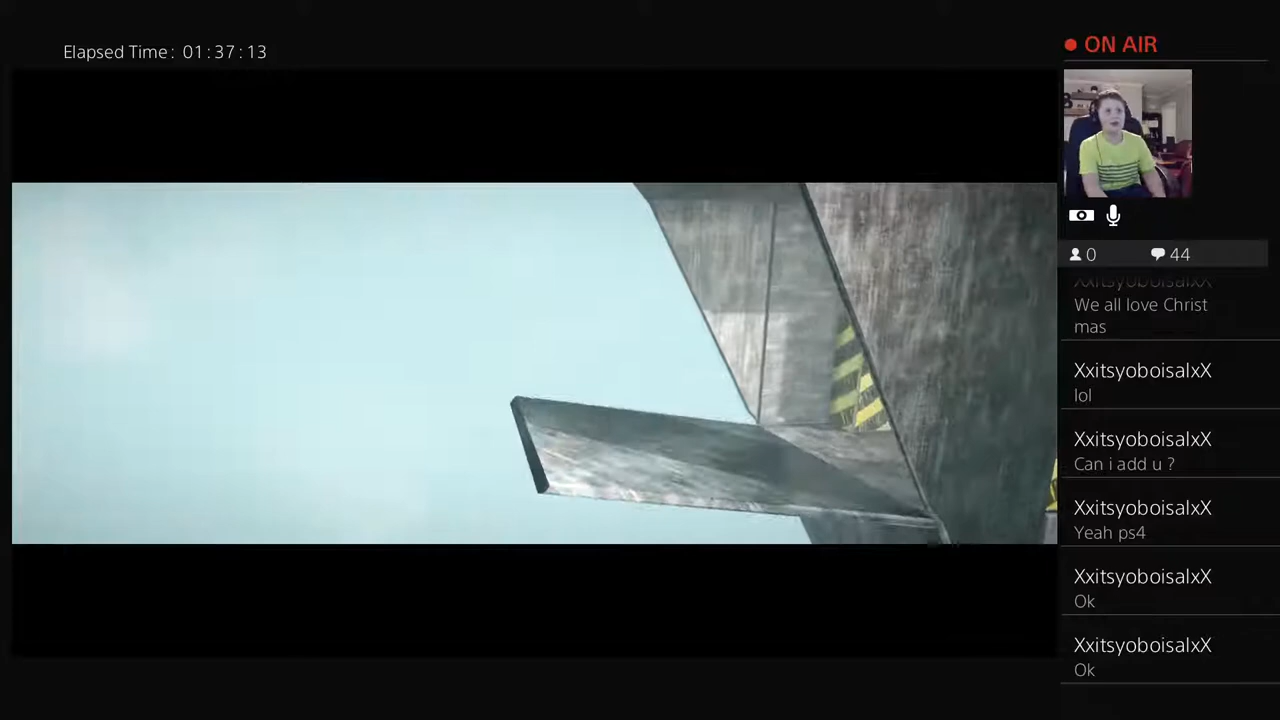 Elapsed Time: 01:37:13
ON AIR
0
44
XxitsyoboisalxX
We all love Christ
mas
XxitsyoboisalxX
lol
XxitsyoboisalxX
Can i add u ?
XxitsyoboisalxX
Yeah ps4
XxitsyoboisalxX
Ok
XxitsyoboisalxX
Ok